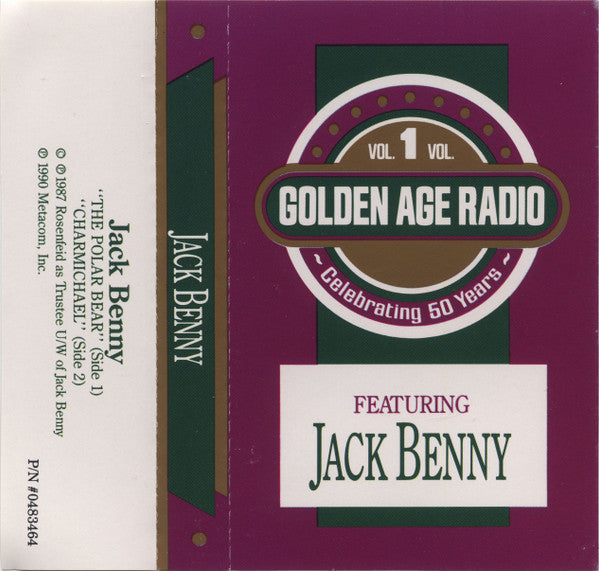 Jack Benny
“THE POLAR BEAR” (Side 1)
“CHARMICHAEL” (Side 2)
© ℗ 1987 Rosenfeid as Trustee U/W of Jack Benny
℗ 1990 Metacom, Inc.
P/N #0483464
JACK BENNY
VOL. 1 VOL.
GOLDEN AGE RADIO
~ Celebrating 50 Years ~
FEATURING
JACK BENNY